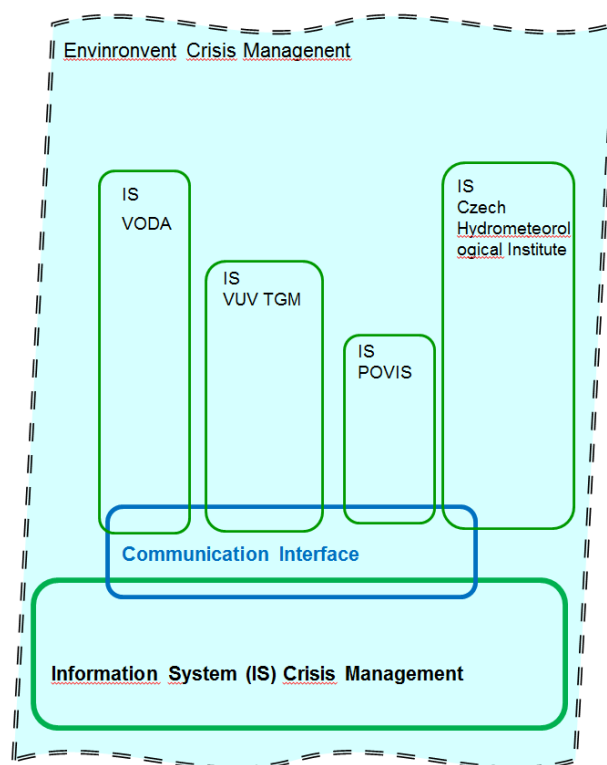 Envinronvent Crisis Managenent
IS
VODA
IS
VUV TGM
IS
POVIS
IS
Czech
Hydrometeorol
ogical Institute
Communication Interface
Information System (IS) Crisis Management